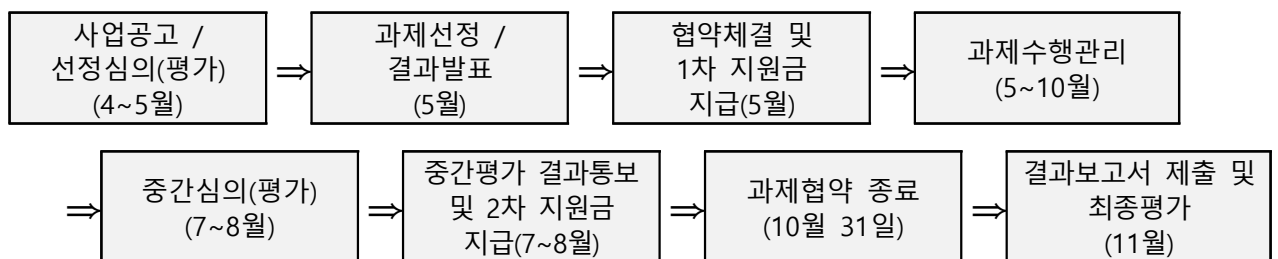 사업공고 /
선정심의(평가)
(4~5월)
⇒
과제선정 /
결과발표
(5월)
⇒
협약체결 및
1차 지원금
지급(5월)
⇒
과제수행관리
(5~10월)
⇒
중간심의(평가)
(7~8월)
⇒
중간평가 결과통보
및 2차 지원금
지급(7~8월)
⇒
과제협약 종료
(10월 31일)
⇒
결과보고서 제출 및
최종평가
(11월)